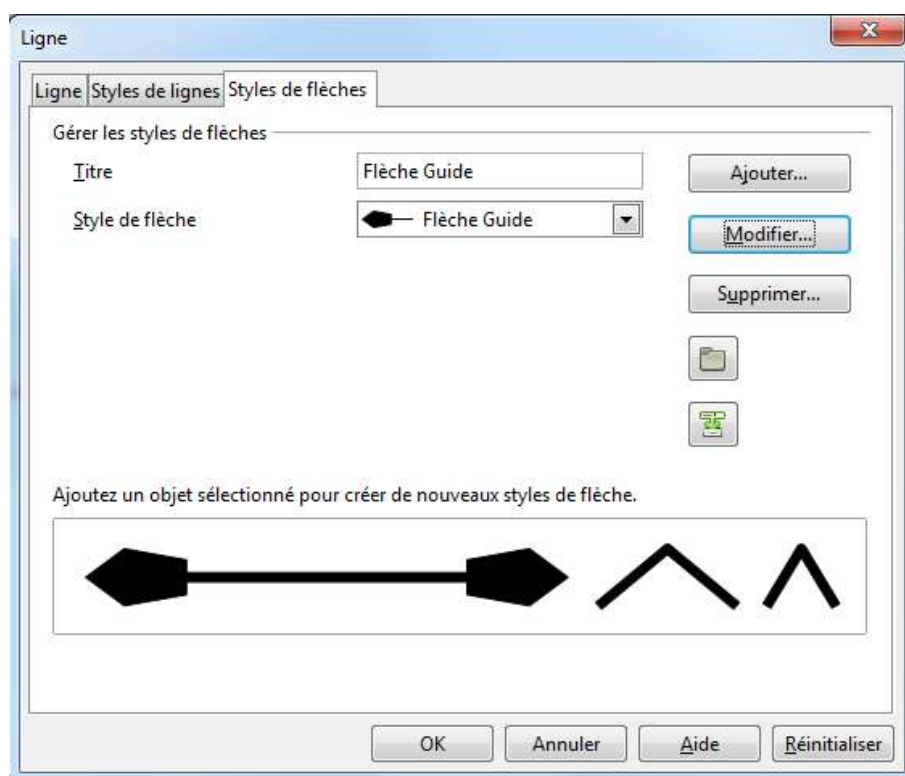 Ligne
Ligne Styles de lignes Styles de flèches
Gérer les styles de flèches
Titre Flèche Guide Ajouter...
Style de flèche Flèche Guide Modifier...
Supprimer...
Ajoutez un objet sélectionné pour créer de nouveaux styles de flèche.
OK Annuler Aide Réinitialiser